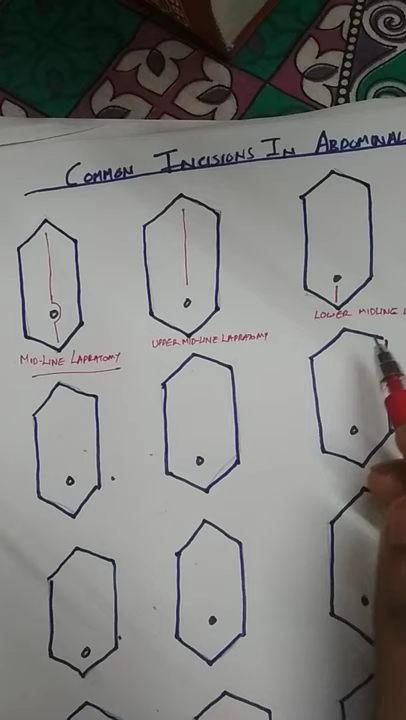 COMMON INCISIONS IN ABDOMINAL
MID-LINE LAPRATOMY
UPPER MID-LINE LAPRATOMY
LOWER MIDLINE L